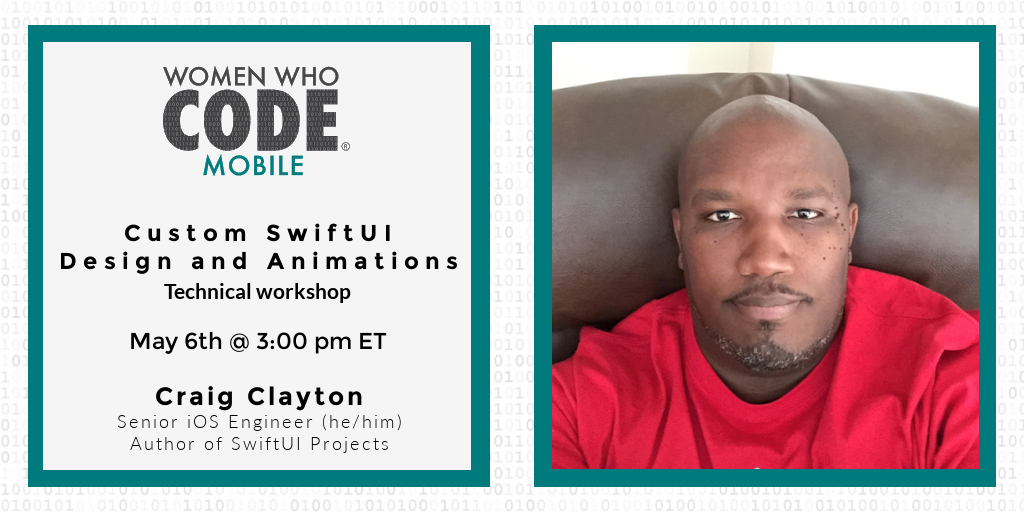 WOMEN WHO
CODE®
MOBILE
Custom SwiftUI
Design and Animations
Technical workshop
May 6th @ 3:00 pm ET
Craig Clayton
Senior iOS Engineer (he/him)
Author of SwiftUI Projects